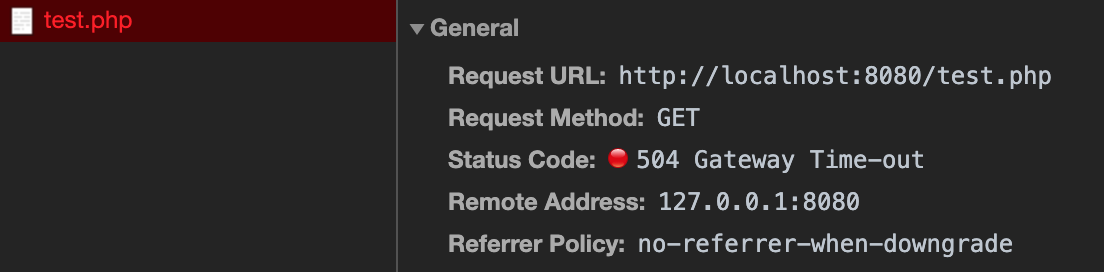 test.php
General
Request URL: http://localhost:8080/test.php
Request Method: GET
Status Code: 504 Gateway Time-out
Remote Address: 127.0.0.1:8080
Referrer Policy: no-referrer-when-downgrade